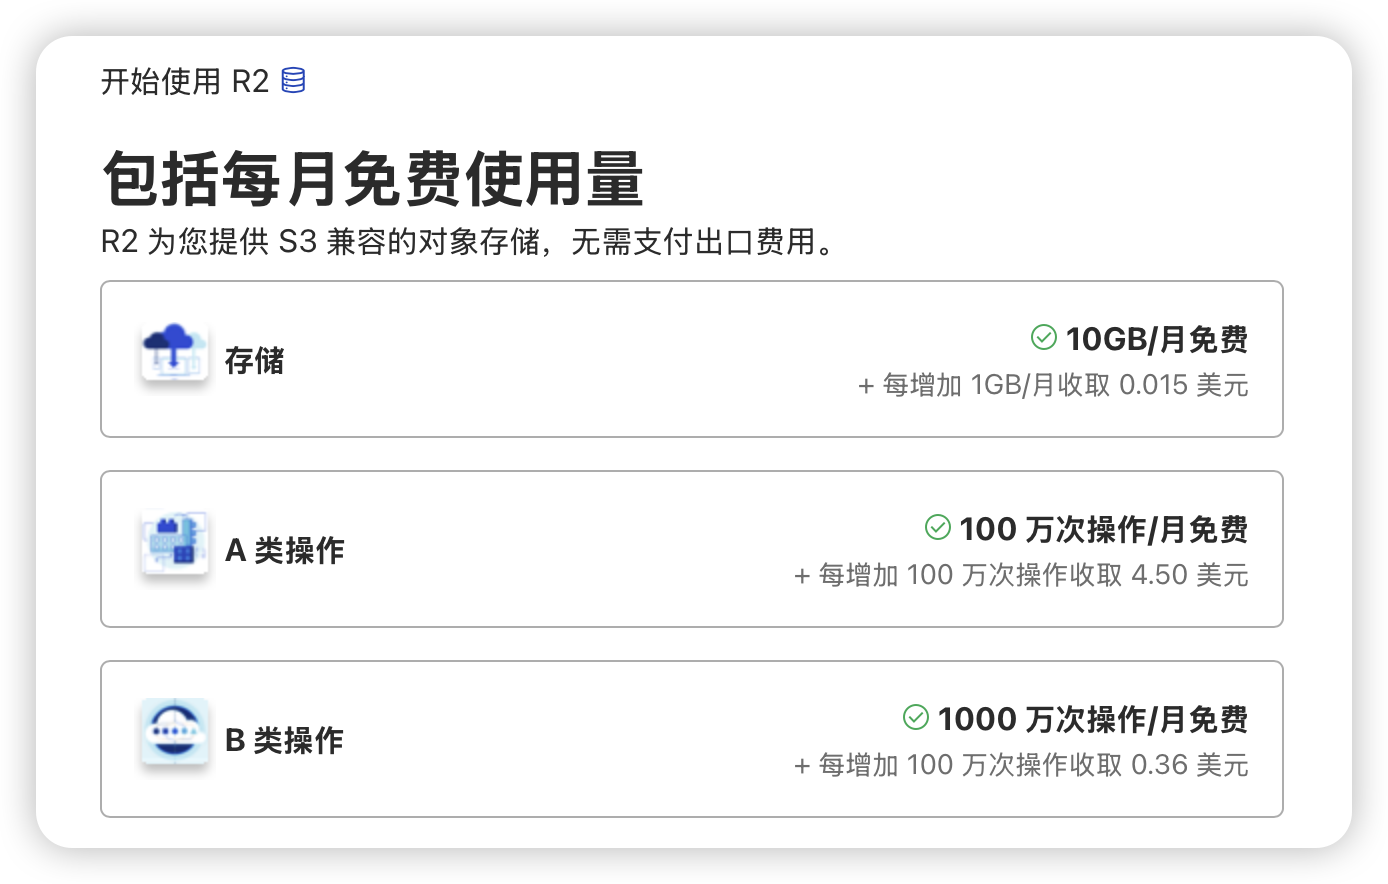 开始使用 R2
包括每月免费使用量
R2 为您提供 S3 兼容的对象存储，无需支付出口费用。
存储
10GB/月免费
+ 每增加 1GB/月收取 0.015 美元
A 类操作
100 万次操作/月免费
+ 每增加 100 万次操作收取 4.50 美元
B 类操作
1000 万次操作/月免费
+ 每增加 100 万次操作收取 0.36 美元